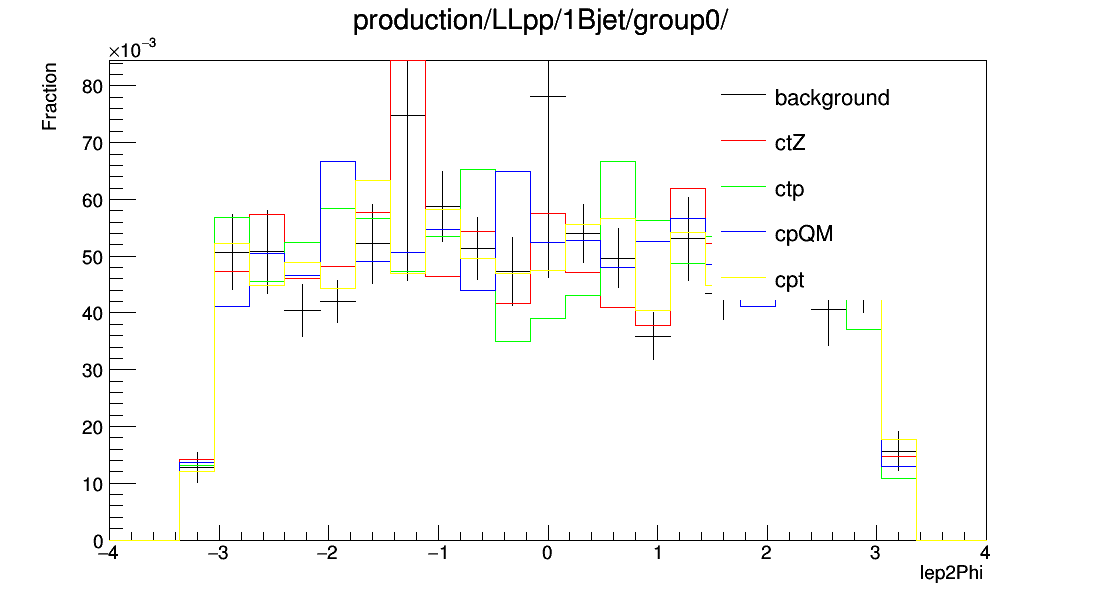 production/LLpp/1Bjet/group0/
×10⁻³
Fraction
80
70
60
50
40
30
20
10
0
background
ctZ
ctp
cpQM
cpt
−4 −3 −2 −1 0 1 2 3 4
lep2Phi